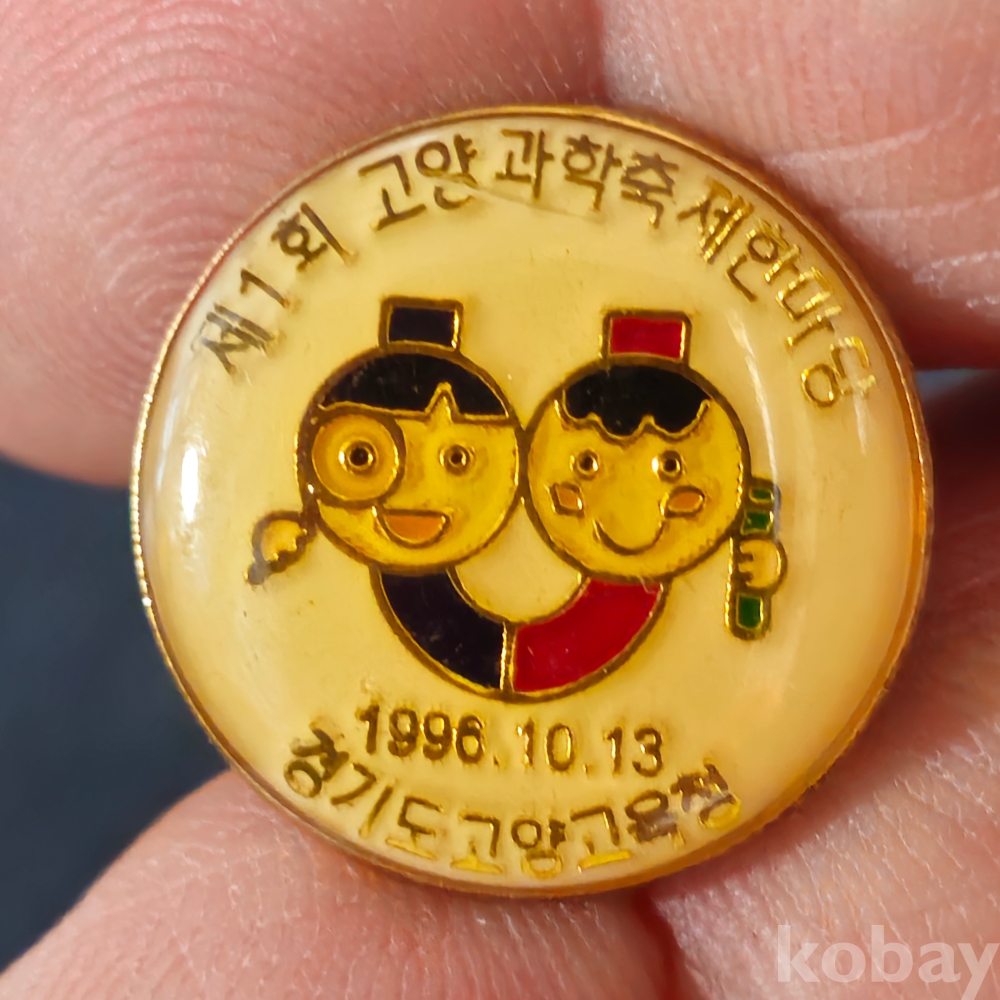 제1회 고양 과학축제한마당
1996.10.13
경기도고양교육청
kobay